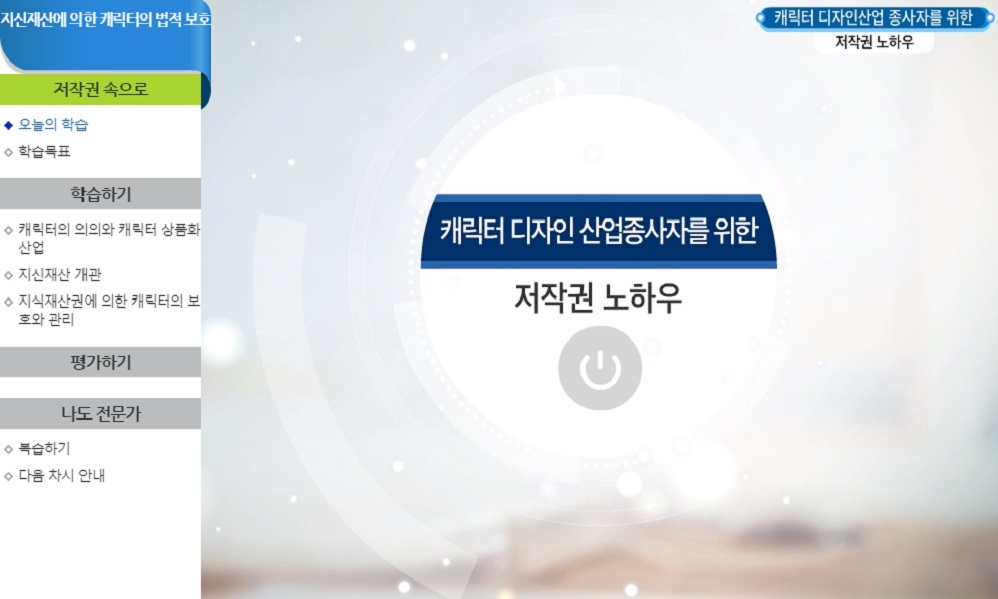 지신재산에 의한 캐릭터의 법적 보호
저작권 속으로
오늘의 학습
학습목표
학습하기
캐릭터의 의의와 캐릭터 상품화
산업
지신재산 개관
지식재산권에 의한 캐릭터의 보
호와 관리
평가하기
나도 전문가
복습하기
다음 차시 안내
캐릭터 디자인산업 종사자를 위한
저작권 노하우
캐릭터 디자인 산업종사자를 위한
저작권 노하우